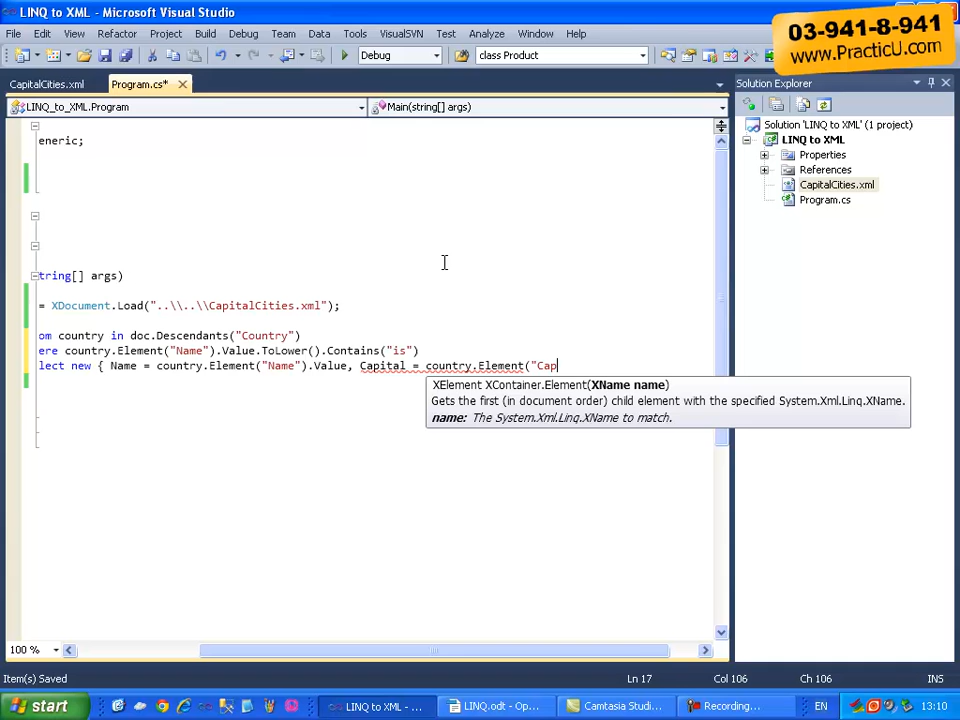 LINQ to XML - Microsoft Visual Studio
03-941-8-941
www.PracticU.com
File Edit View Refactor Project Build Debug Team Data Tools VisualSVN Test Analyze Window Help
Debug class Product
CapitalCities.xml Program.cs* Solution Explorer
LINQ_to_XML.Program Main(string[] args)
Solution 'LINQ to XML' (1 project)
LINQ to XML
Properties
References
CapitalCities.xml
Program.cs
eneric;
tring[] args)
= XDocument.Load("..\\..\\CapitalCities.xml");
om country in doc.Descendants("Country")
ere country.Element("Name").Value.ToLower().Contains("is")
lect new { Name = country.Element("Name").Value, Capital = country.Element("Cap
XElement XContainer.Element(XName name)
Gets the first (in document order) child element with the specified System.Xml.Linq.XName.
name: The System.Xml.Linq.XName to match.
100 %
Item(s) Saved Ln 17 Col 106 Ch 106 INS
start LINQ to XML - ... LINQ.odt - Op... Camtasia Studi... Recording... EN 13:10